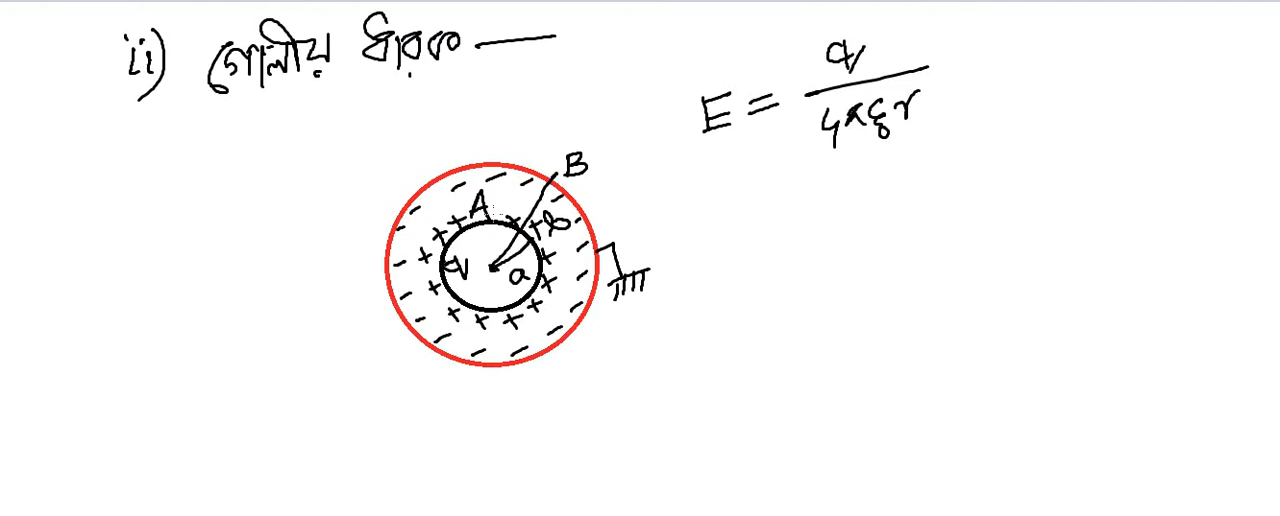 ii) গোলীয় ধারক —
E = q / 4πε₀r
B
A
b
q
a